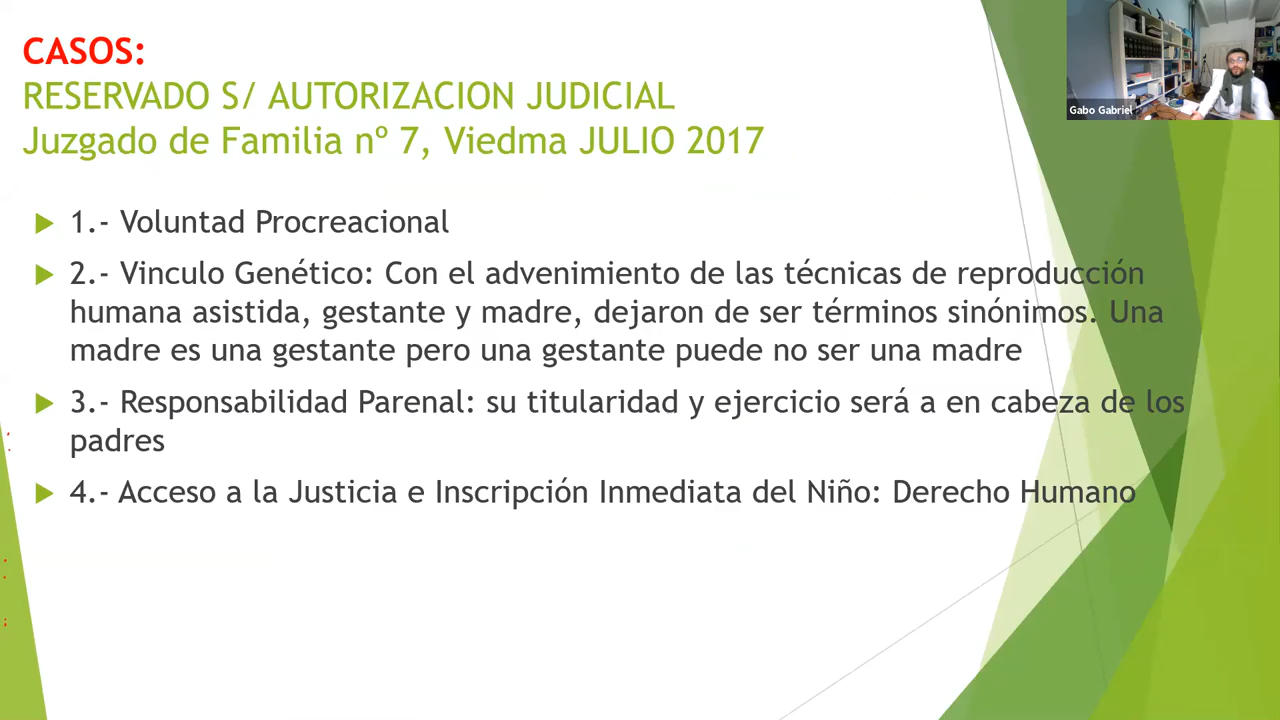 CASOS:
RESERVADO S/ AUTORIZACION JUDICIAL
Juzgado de Familia nº 7, Viedma JULIO 2017
Gabo Gabriel
1.- Voluntad Procreacional
2.- Vinculo Genético: Con el advenimiento de las técnicas de reproducción
humana asistida, gestante y madre, dejaron de ser términos sinónimos. Una
madre es una gestante pero una gestante puede no ser una madre
3.- Responsabilidad Parenal: su titularidad y ejercicio será a en cabeza de los
padres
4.- Acceso a la Justicia e Inscripción Inmediata del Niño: Derecho Humano